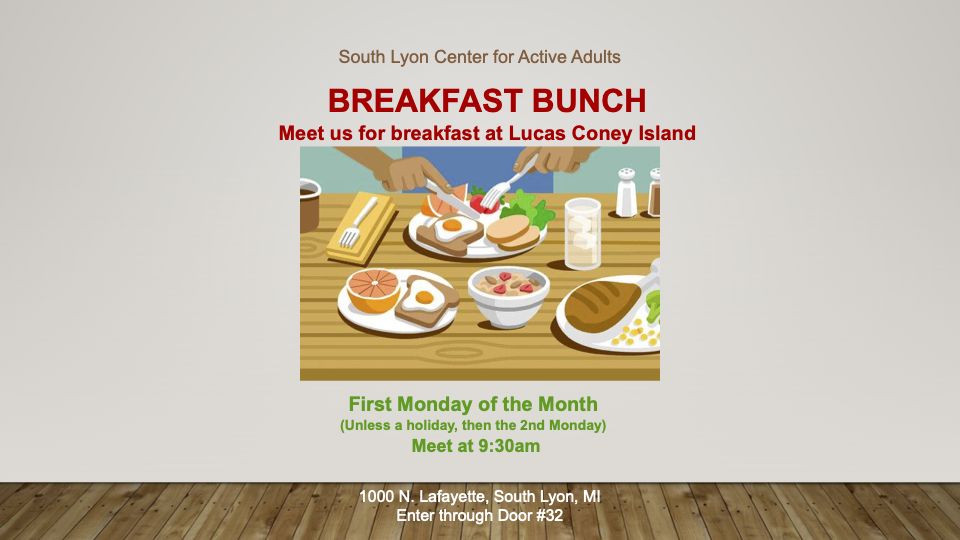 South Lyon Center for Active Adults
BREAKFAST BUNCH
Meet us for breakfast at Lucas Coney Island
First Monday of the Month
(Unless a holiday, then the 2nd Monday)
Meet at 9:30am
1000 N. Lafayette, South Lyon, MI
Enter through Door #32